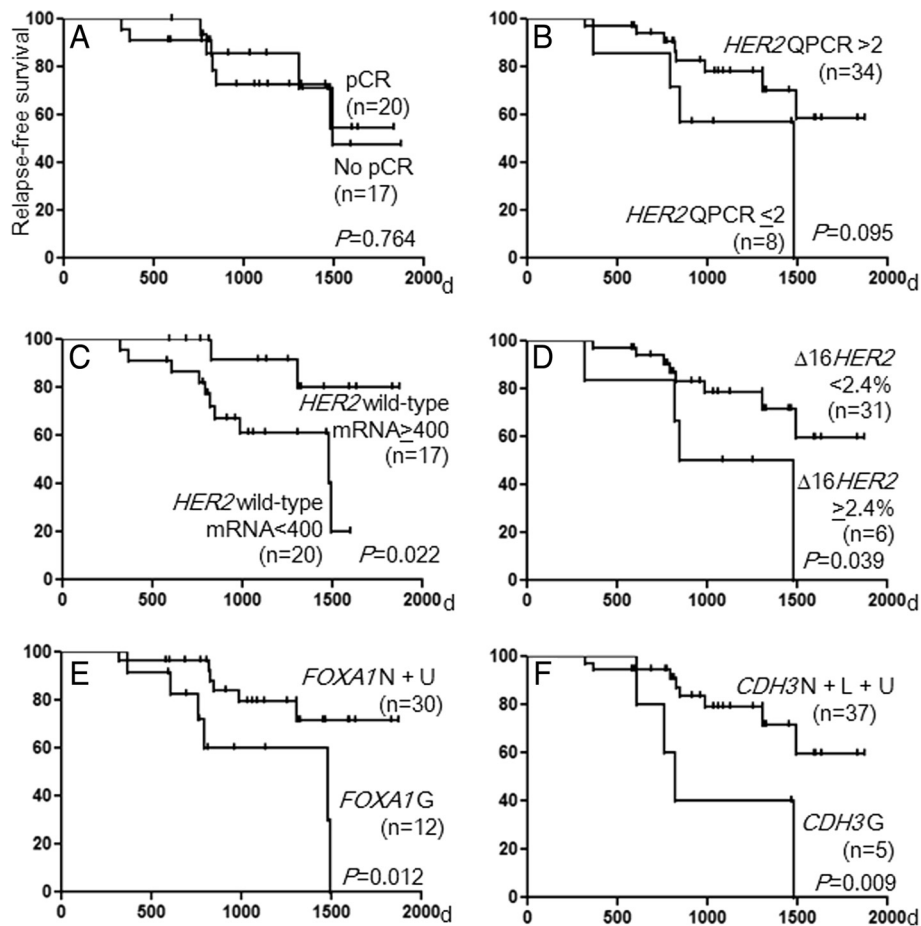 A
Relapse-free survival
100
80
60
40
20
0
pCR
(n=20)
No pCR
(n=17)
P=0.764
0 500 1000 1500 2000 d
B
100
80
60
40
20
0
HER2 QPCR >2
(n=34)
HER2 QPCR ≤2
(n=8)
P=0.095
0 500 1000 1500 2000 d
C
100
80
60
40
20
0
HER2 wild-type
mRNA≥400
(n=17)
HER2 wild-type
mRNA<400
(n=20)
P=0.022
0 500 1000 1500 2000 d
D
100
80
60
40
20
0
Δ16HER2
<2.4%
(n=31)
Δ16HER2
≥2.4%
(n=6)
P=0.039
0 500 1000 1500 2000 d
E
100
80
60
40
20
0
FOXA1 N + U
(n=30)
FOXA1 G
(n=12)
P=0.012
0 500 1000 1500 2000 d
F
100
80
60
40
20
0
CDH3 N + L + U
(n=37)
CDH3 G
(n=5)
P=0.009
0 500 1000 1500 2000 d